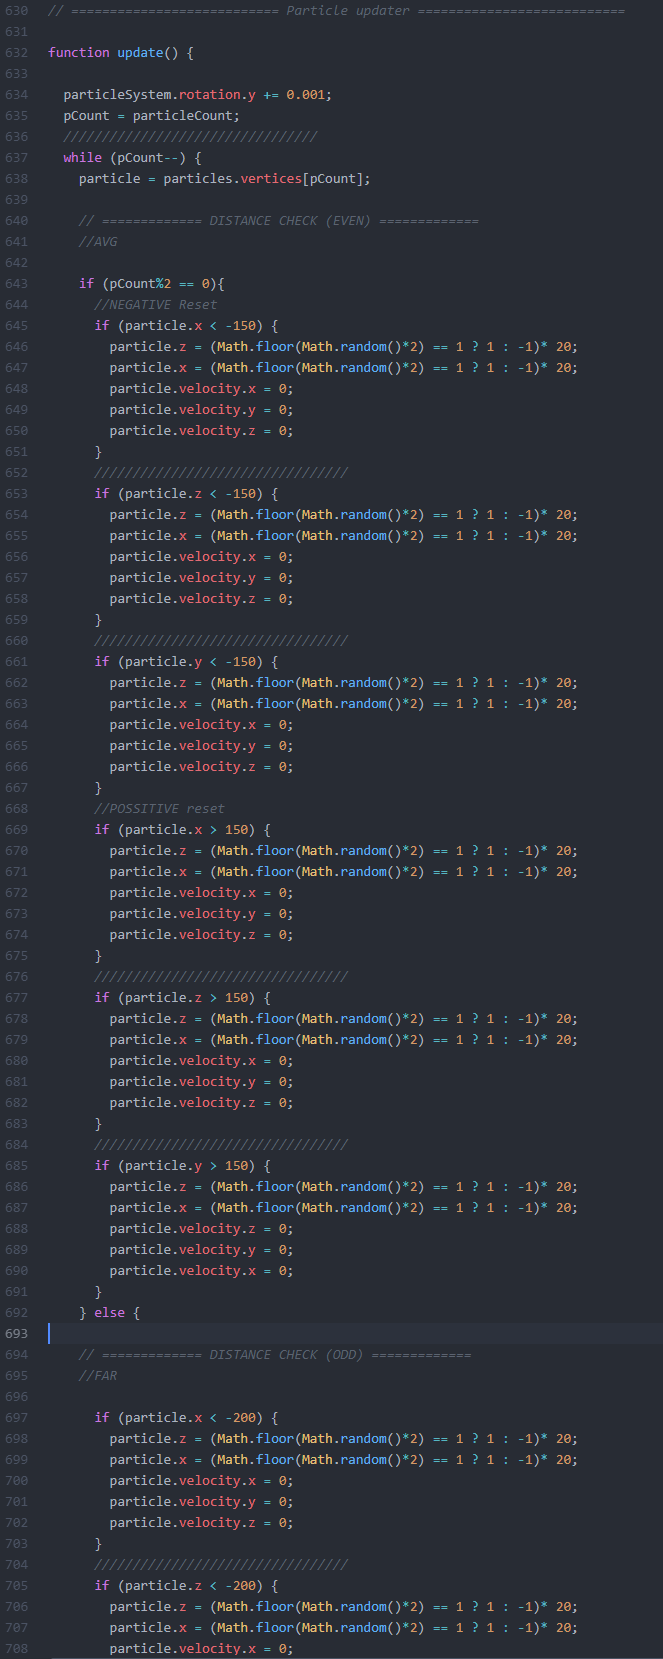 630 // =========================== Particle updater ===========================
631
632 function update() {
633
634   particleSystem.rotation.y += 0.001;
635   pCount = particleCount;
636   /////////////////////////////////
637   while (pCount--) {
638     particle = particles.vertices[pCount];
639
640     // ============= DISTANCE CHECK (EVEN) =============
641     //AVG
642
643     if (pCount%2 == 0){
644       //NEGATIVE Reset
645       if (particle.x < -150) {
646         particle.z = (Math.floor(Math.random()*2) == 1 ? 1 : -1)* 20;
647         particle.x = (Math.floor(Math.random()*2) == 1 ? 1 : -1)* 20;
648         particle.velocity.x = 0;
649         particle.velocity.y = 0;
650         particle.velocity.z = 0;
651       }
652       /////////////////////////////////
653       if (particle.z < -150) {
654         particle.z = (Math.floor(Math.random()*2) == 1 ? 1 : -1)* 20;
655         particle.x = (Math.floor(Math.random()*2) == 1 ? 1 : -1)* 20;
656         particle.velocity.x = 0;
657         particle.velocity.y = 0;
658         particle.velocity.z = 0;
659       }
660       /////////////////////////////////
661       if (particle.y < -150) {
662         particle.z = (Math.floor(Math.random()*2) == 1 ? 1 : -1)* 20;
663         particle.x = (Math.floor(Math.random()*2) == 1 ? 1 : -1)* 20;
664         particle.velocity.x = 0;
665         particle.velocity.y = 0;
666         particle.velocity.z = 0;
667       }
668       //POSSITIVE reset
669       if (particle.x > 150) {
670         particle.z = (Math.floor(Math.random()*2) == 1 ? 1 : -1)* 20;
671         particle.x = (Math.floor(Math.random()*2) == 1 ? 1 : -1)* 20;
672         particle.velocity.x = 0;
673         particle.velocity.y = 0;
674         particle.velocity.z = 0;
675       }
676       /////////////////////////////////
677       if (particle.z > 150) {
678         particle.z = (Math.floor(Math.random()*2) == 1 ? 1 : -1)* 20;
679         particle.x = (Math.floor(Math.random()*2) == 1 ? 1 : -1)* 20;
680         particle.velocity.x = 0;
681         particle.velocity.y = 0;
682         particle.velocity.z = 0;
683       }
684       /////////////////////////////////
685       if (particle.y > 150) {
686         particle.z = (Math.floor(Math.random()*2) == 1 ? 1 : -1)* 20;
687         particle.x = (Math.floor(Math.random()*2) == 1 ? 1 : -1)* 20;
688         particle.velocity.z = 0;
689         particle.velocity.y = 0;
690         particle.velocity.x = 0;
691       }
692     } else {
693
694     // ============= DISTANCE CHECK (ODD) =============
695     //FAR
696
697       if (particle.x < -200) {
698         particle.z = (Math.floor(Math.random()*2) == 1 ? 1 : -1)* 20;
699         particle.x = (Math.floor(Math.random()*2) == 1 ? 1 : -1)* 20;
700         particle.velocity.x = 0;
701         particle.velocity.y = 0;
702         particle.velocity.z = 0;
703       }
704       /////////////////////////////////
705       if (particle.z < -200) {
706         particle.z = (Math.floor(Math.random()*2) == 1 ? 1 : -1)* 20;
707         particle.x = (Math.floor(Math.random()*2) == 1 ? 1 : -1)* 20;
708         particle.velocity.x = 0;